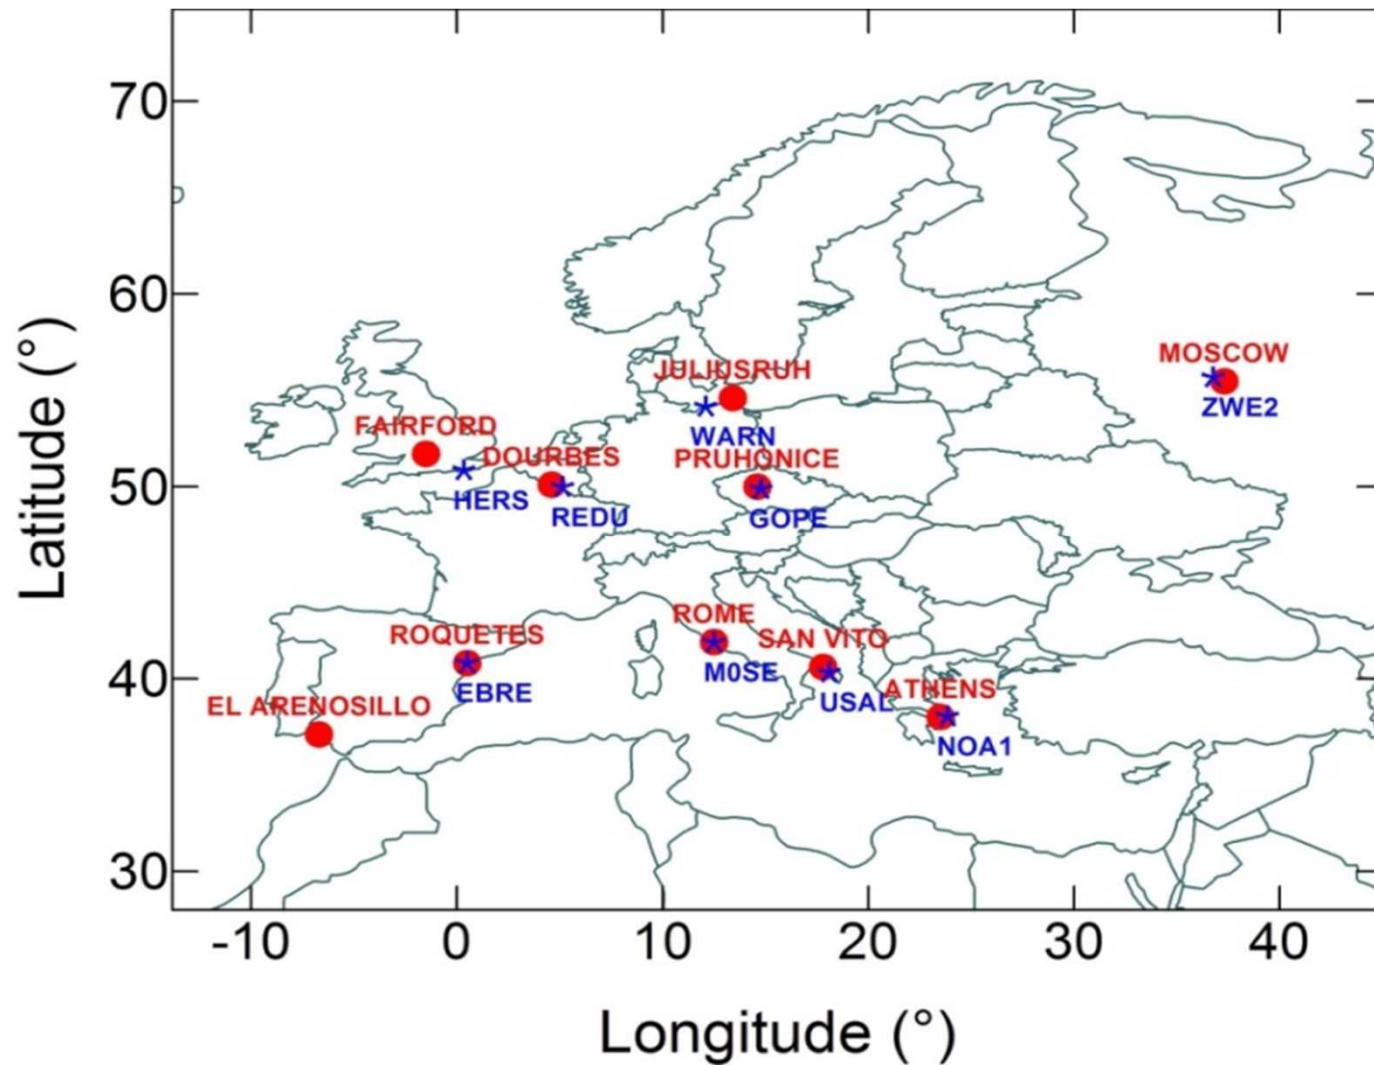 70
60
50
40
30
Latitude (°)
MOSCOW
ZWE2
JULIUSRUH
WARN
FAIRFORD
HERS
DOURBES
REDU
PRUHONICE
GOPE
ROME
M0SE
SAN VITO
USAL
ROQUETES
EBRE
ATHENS
NOA1
EL ARENOSILLO
-10 0 10 20 30 40
Longitude (°)